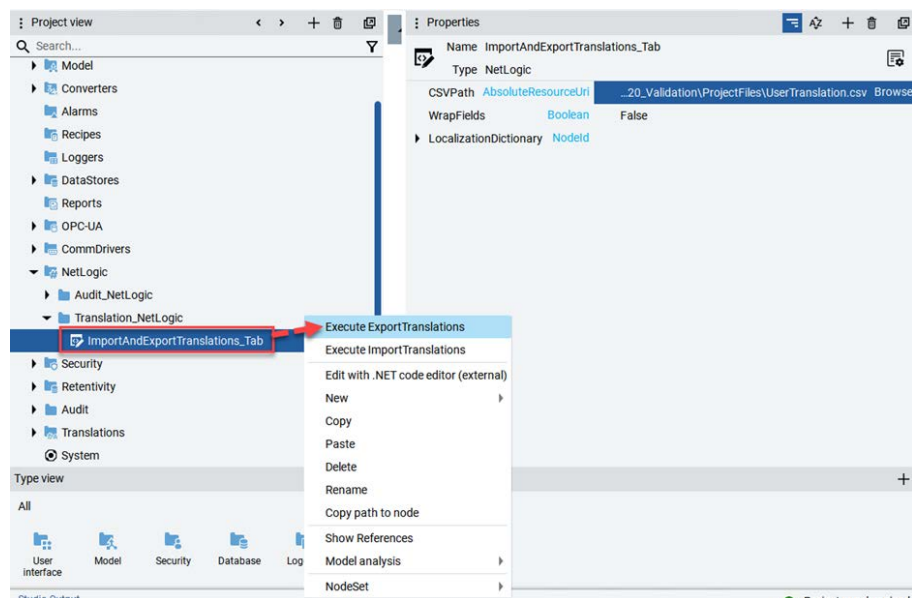 Project view
Search...
Model
Converters
Alarms
Recipes
Loggers
DataStores
Reports
OPC-UA
CommDrivers
NetLogic
Audit_NetLogic
Translation_NetLogic
ImportAndExportTranslations_Tab
Security
Retentivity
Audit
Translations
System
Type view
All
User interface
Model
Security
Database
Log
Execute ExportTranslations
Execute ImportTranslations
Edit with .NET code editor (external)
New
Copy
Paste
Delete
Rename
Copy path to node
Show References
Model analysis
NodeSet
Properties
Name ImportAndExportTranslations_Tab
Type NetLogic
CSVPath AbsoluteResourceUri ...20_Validation\ProjectFiles\UserTranslation.csv Browse
WrapFields Boolean False
LocalizationDictionary NodeId